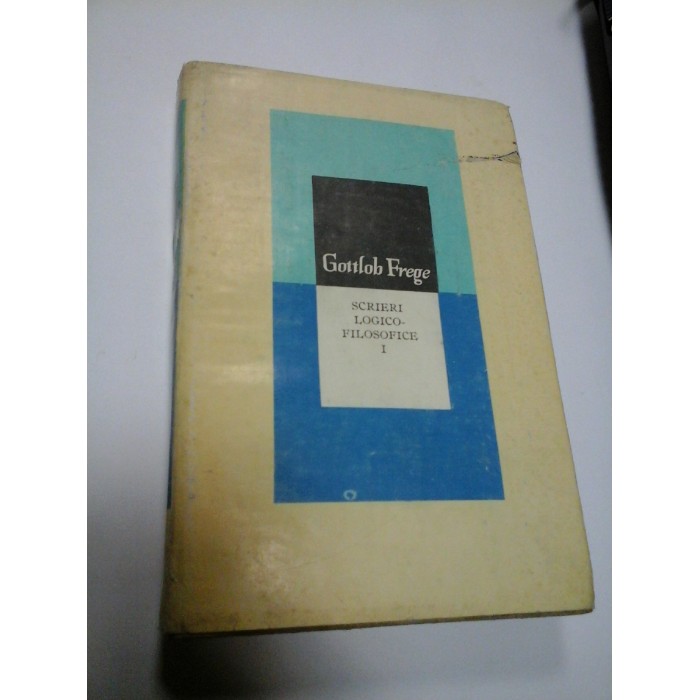 Gottlob Frege
SCRIERI
LOGICO-
FILOSOFICE
I